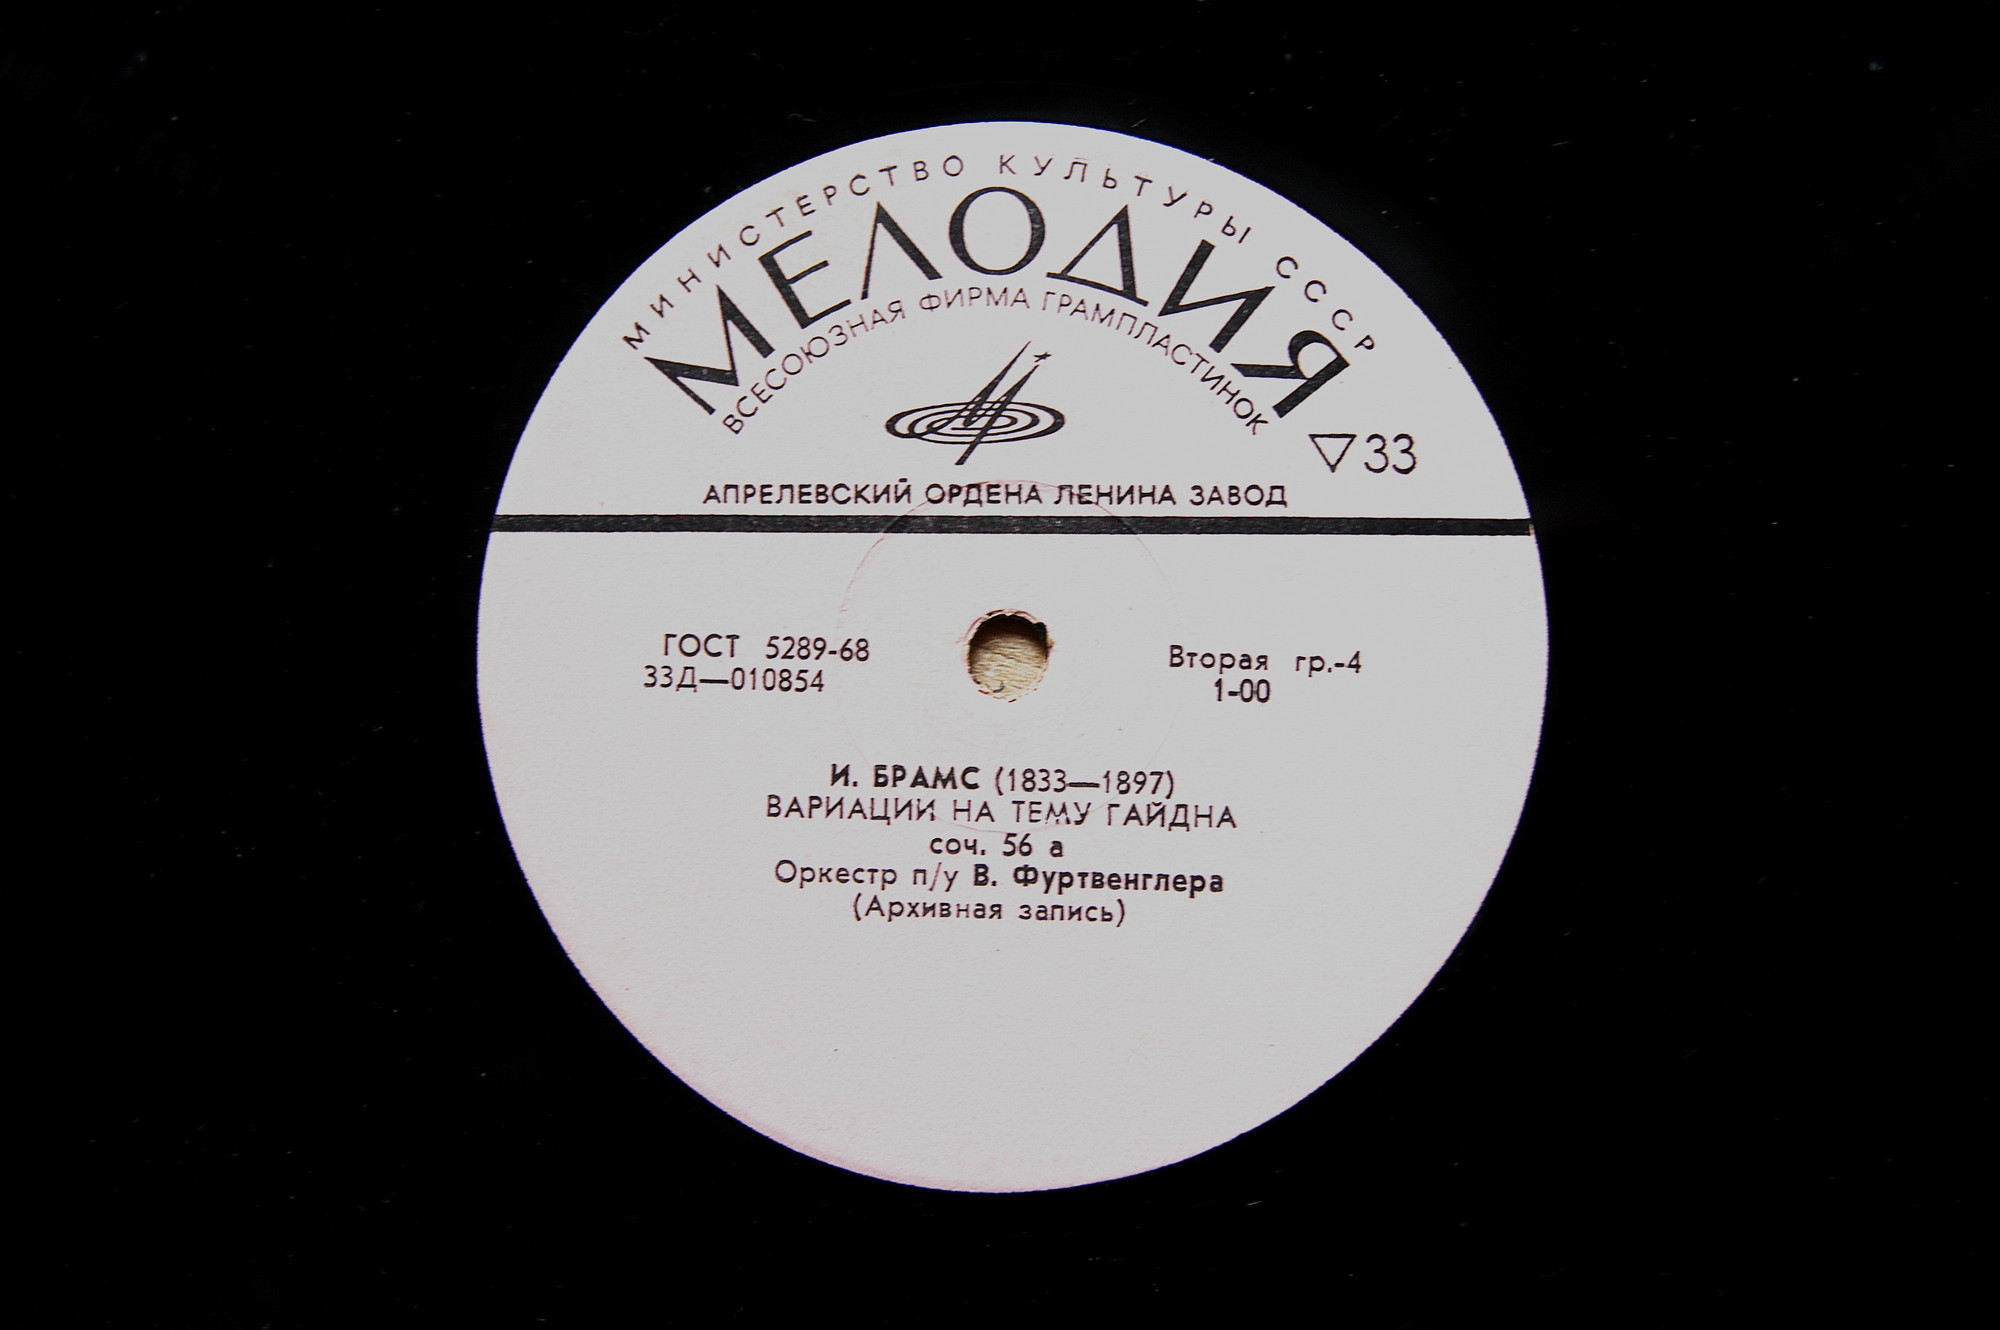 МИНИСТЕРСТВО КУЛЬТУРЫ СССР
МЕЛОДИЯ
ВСЕСОЮЗНАЯ ФИРМА ГРАМПЛАСТИНОК
▽33
АПРЕЛЕВСКИЙ ОРДЕНА ЛЕНИНА ЗАВОД
ГОСТ 5289-68
33Д—010854
Вторая гр.-4
1-00
И. БРАМС (1833—1897)
ВАРИАЦИИ НА ТЕМУ ГАЙДНА
соч. 56 а
Оркестр п/у В. Фуртвенглера
(Архивная запись)